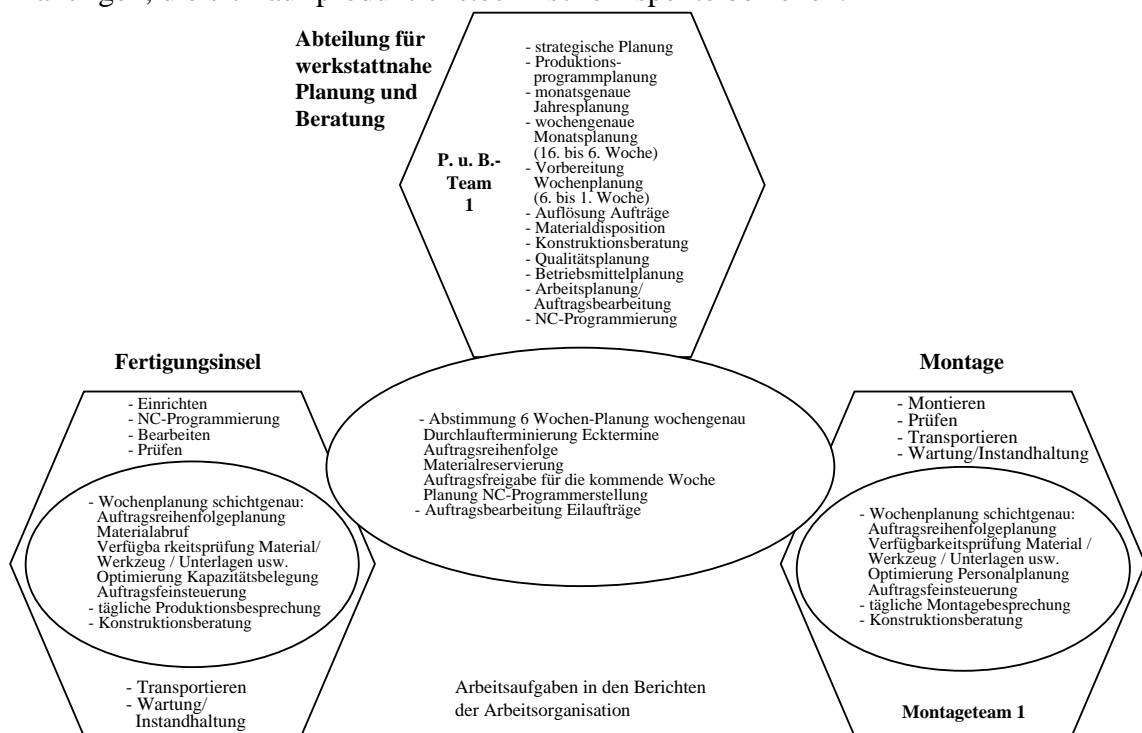 Abteilung für
werkstattnahe
Planung und
Beratung
P. u. B.-
Team
1
- strategische Planung
- Produktions-
programmplanung
- monatsgenaue
Jahresplanung
- wochengenaue
Monatsplanung
(16. bis 6. Woche)
- Vorbereitung
Wochenplanung
(6. bis 1. Woche)
- Auflösung Aufträge
- Materialdisposition
- Konstruktionsberatung
- Qualitätsplanung
- Betriebsmittelplanung
- Arbeitsplanung/
Auftragsbearbeitung
- NC-Programmierung
Fertigungsinsel
- Einrichten
- NC-Programmierung
- Bearbeiten
- Prüfen
- Wochenplanung schichtgenau:
Auftragsreihenfolgeplanung
Materialabruf
Verfügba rkeitsprüfung Material/
Werkzeug / Unterlagen usw.
Optimierung Kapazitätsbelegung
Auftragsfeinsteuerung
- tägliche Produktionsbesprechung
- Konstruktionsberatung
- Transportieren
- Wartung/
Instandhaltung
- Abstimmung 6 Wochen-Planung wochengenau
Durchlaufterminierung Ecktermine
Auftragsreihenfolge
Materialreservierung
Auftragsfreigabe für die kommende Woche
Planung NC-Programmerstellung
- Auftragsbearbeitung Eilaufträge
Montage
- Montieren
- Prüfen
- Transportieren
- Wartung/Instandhaltung
- Wochenplanung schichtgenau:
Auftragsreihenfolgeplanung
Verfügbarkeitsprüfung Material /
Werkzeug / Unterlagen usw.
Optimierung Personalplanung
Auftragsfeinsteuerung
- tägliche Montagebesprechung
- Konstruktionsberatung
Montageteam 1
Arbeitsaufgaben in den Berichten
der Arbeitsorganisation